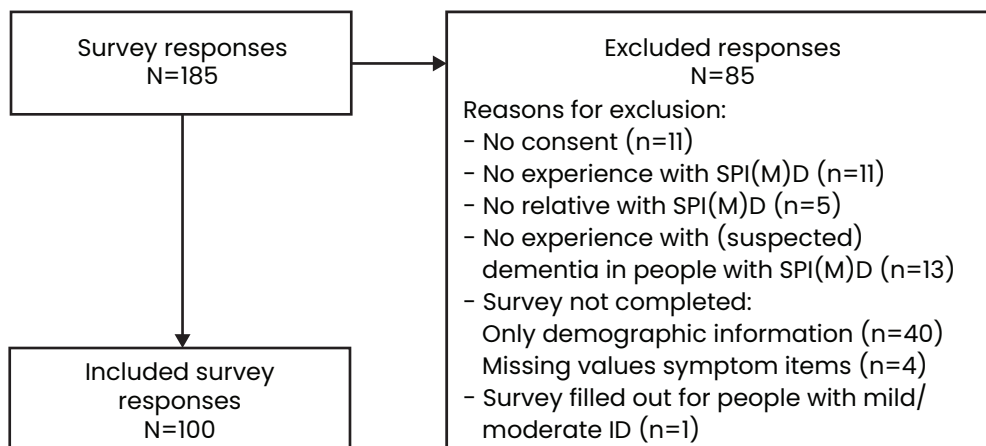 Survey responses
N=185
Excluded responses
N=85
Reasons for exclusion:
- No consent (n=11)
- No experience with SPI(M)D (n=11)
- No relative with SPI(M)D (n=5)
- No experience with (suspected)
dementia in people with SPI(M)D (n=13)
- Survey not completed:
Only demographic information (n=40)
Missing values symptom items (n=4)
- Survey filled out for people with mild/
moderate ID (n=1)
Included survey
responses
N=100